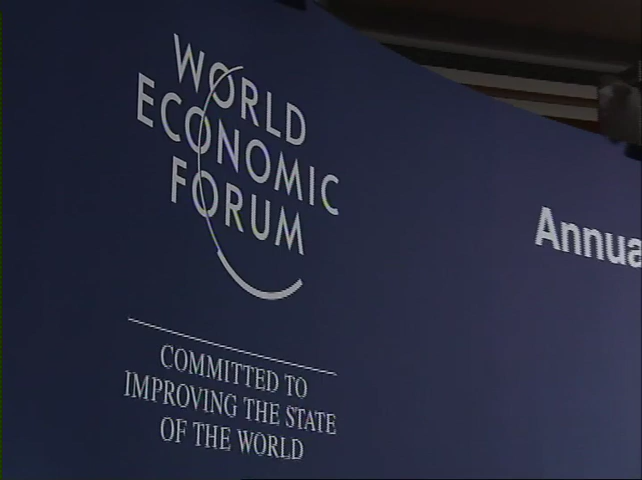 WORLD
ECONOMIC
FORUM
Annua
COMMITTED TO
IMPROVING THE STATE
OF THE WORLD